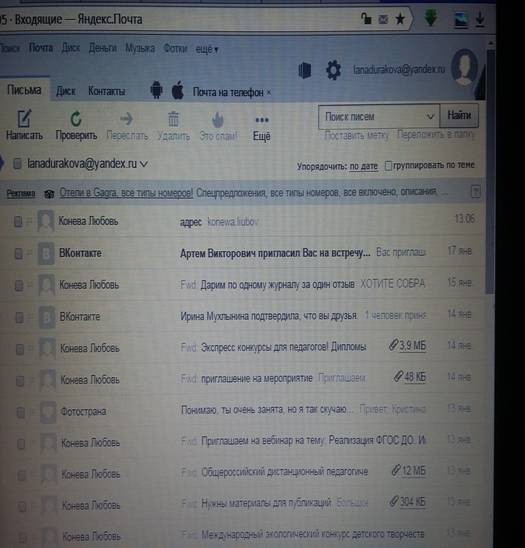 05 · Входящие — Яндекс.Почта
Поиск Почта Диск Деньги Музыка Фотки ещё ▾
lanadurakova@yandex.ru
Письма Диск Контакты Почта на телефон ×
Написать Проверить Переслать Удалить Это спам! Ещё
Поиск писем Найти
Поставить метку Переложить в папку
lanadurakova@yandex.ru
Упорядочить: по дате группировать по теме
Реклама Отели в Gagra, все типы номеров! Спецпредложения, все типы номеров, все включено, описания, ...
Конева Любовь адрес konewa.liubov 13:06
ВКонтакте Артем Викторович пригласил Вас на встречу... Вас приглаш 17 янв.
Конева Любовь Fwd: Дарим по одному журналу за один отзыв ХОТИТЕ СОБРА 15 янв.
ВКонтакте Ирина Мухлынина подтвердила, что вы друзья. 1 человек приня 14 янв.
Конева Любовь Fwd: Экспресс конкурсы для педагогов! Дипломы 3,9 МБ 14 янв.
Конева Любовь Fwd: приглашение на мероприятие Приглашаем 48 КБ 14 янв.
Фотострана Понимаю, ты очень занята, но я так скучаю... Привет, Кристина 13 янв.
Конева Любовь Fwd: Приглашаем на вебинар на тему: Реализация ФГОС ДО. И 13 янв.
Конева Любовь Fwd: Общероссийский дистанционный педагогиче 12 МБ 13 янв.
Конева Любовь Fwd: Нужны материалы для публикаций. Большое 304 КБ 13 янв.
Конева Любовь Fwd: Международный экологический конкурс детского творчеств 13 янв.